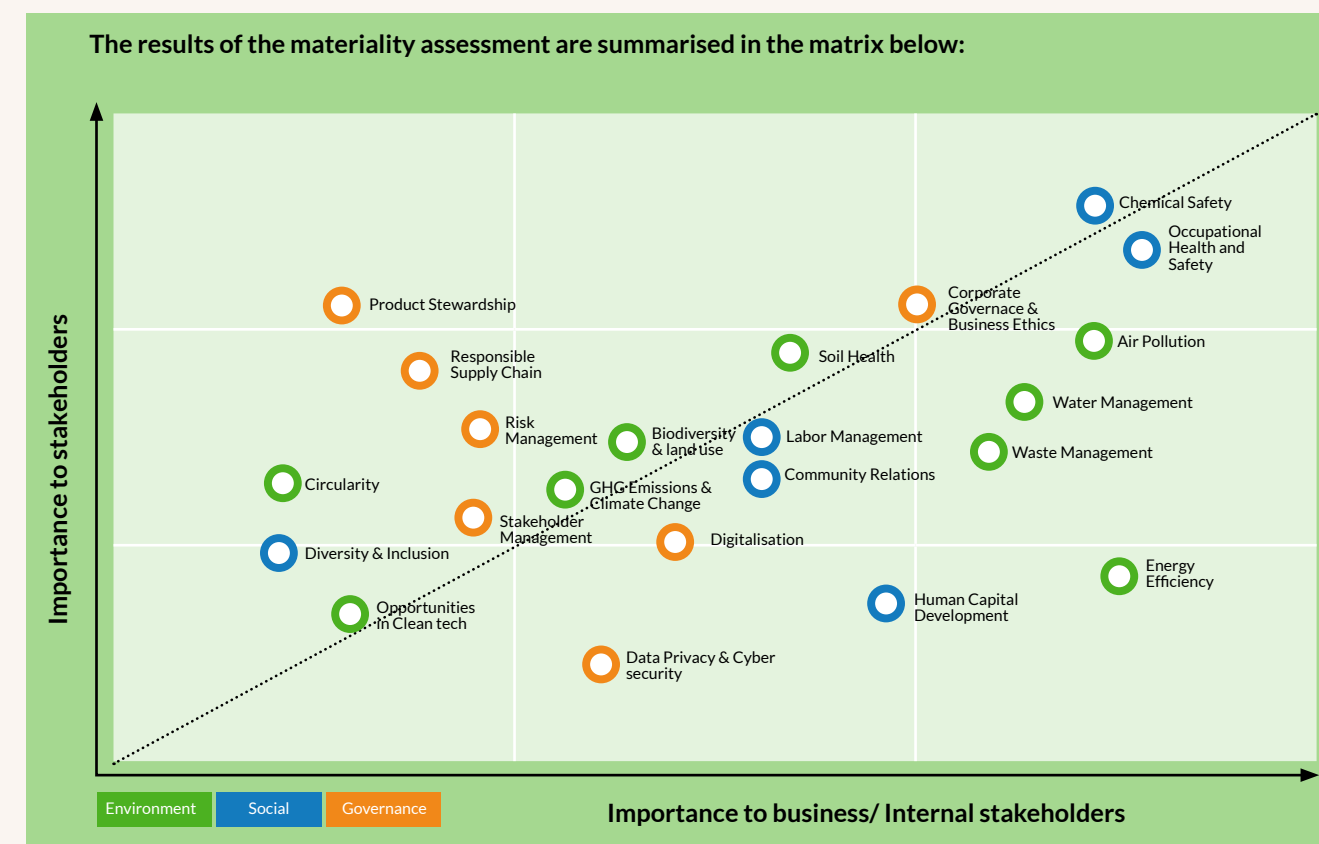 The results of the materiality assessment are summarised in the matrix below:
Importance to stakeholders
Chemical Safety
Occupational
Health and
Safety
Product Stewardship
Corporate
Governace &
Business Ethics
Air Pollution
Responsible
Supply Chain
Soil Health
Water Management
Risk
Management
Biodiversity
& land use
Labor Management
Waste Management
Circularity
GHG Emissions &
Climate Change
Community Relations
Stakeholder
Management
Digitalisation
Diversity & Inclusion
Energy
Efficiency
Opportunities
in Clean tech
Human Capital
Development
Data Privacy & Cyber
security
Environment
Social
Governance
Importance to business/ Internal stakeholders